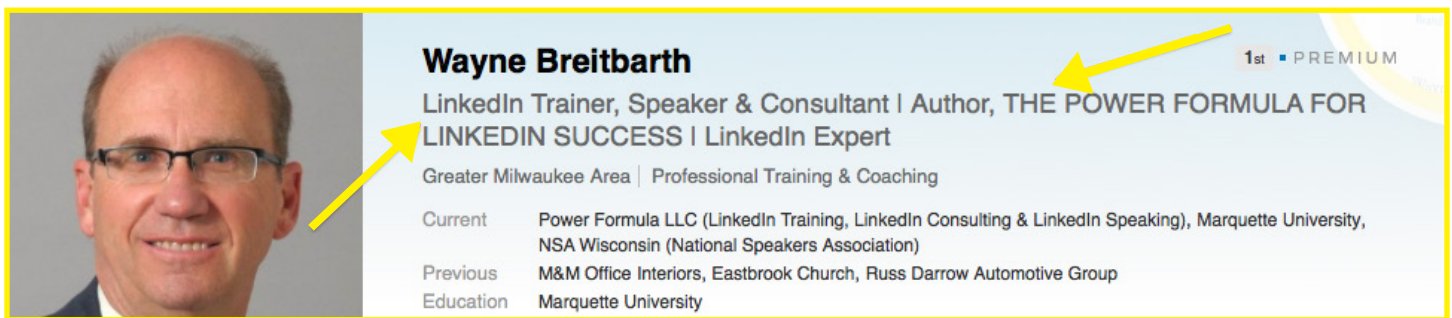 Wayne Breitbarth
1st ▪ PREMIUM
LinkedIn Trainer, Speaker & Consultant | Author, THE POWER FORMULA FOR
LINKEDIN SUCCESS | LinkedIn Expert
Greater Milwaukee Area | Professional Training & Coaching
Current Power Formula LLC (LinkedIn Training, LinkedIn Consulting & LinkedIn Speaking), Marquette University,
NSA Wisconsin (National Speakers Association)
Previous M&M Office Interiors, Eastbrook Church, Russ Darrow Automotive Group
Education Marquette University